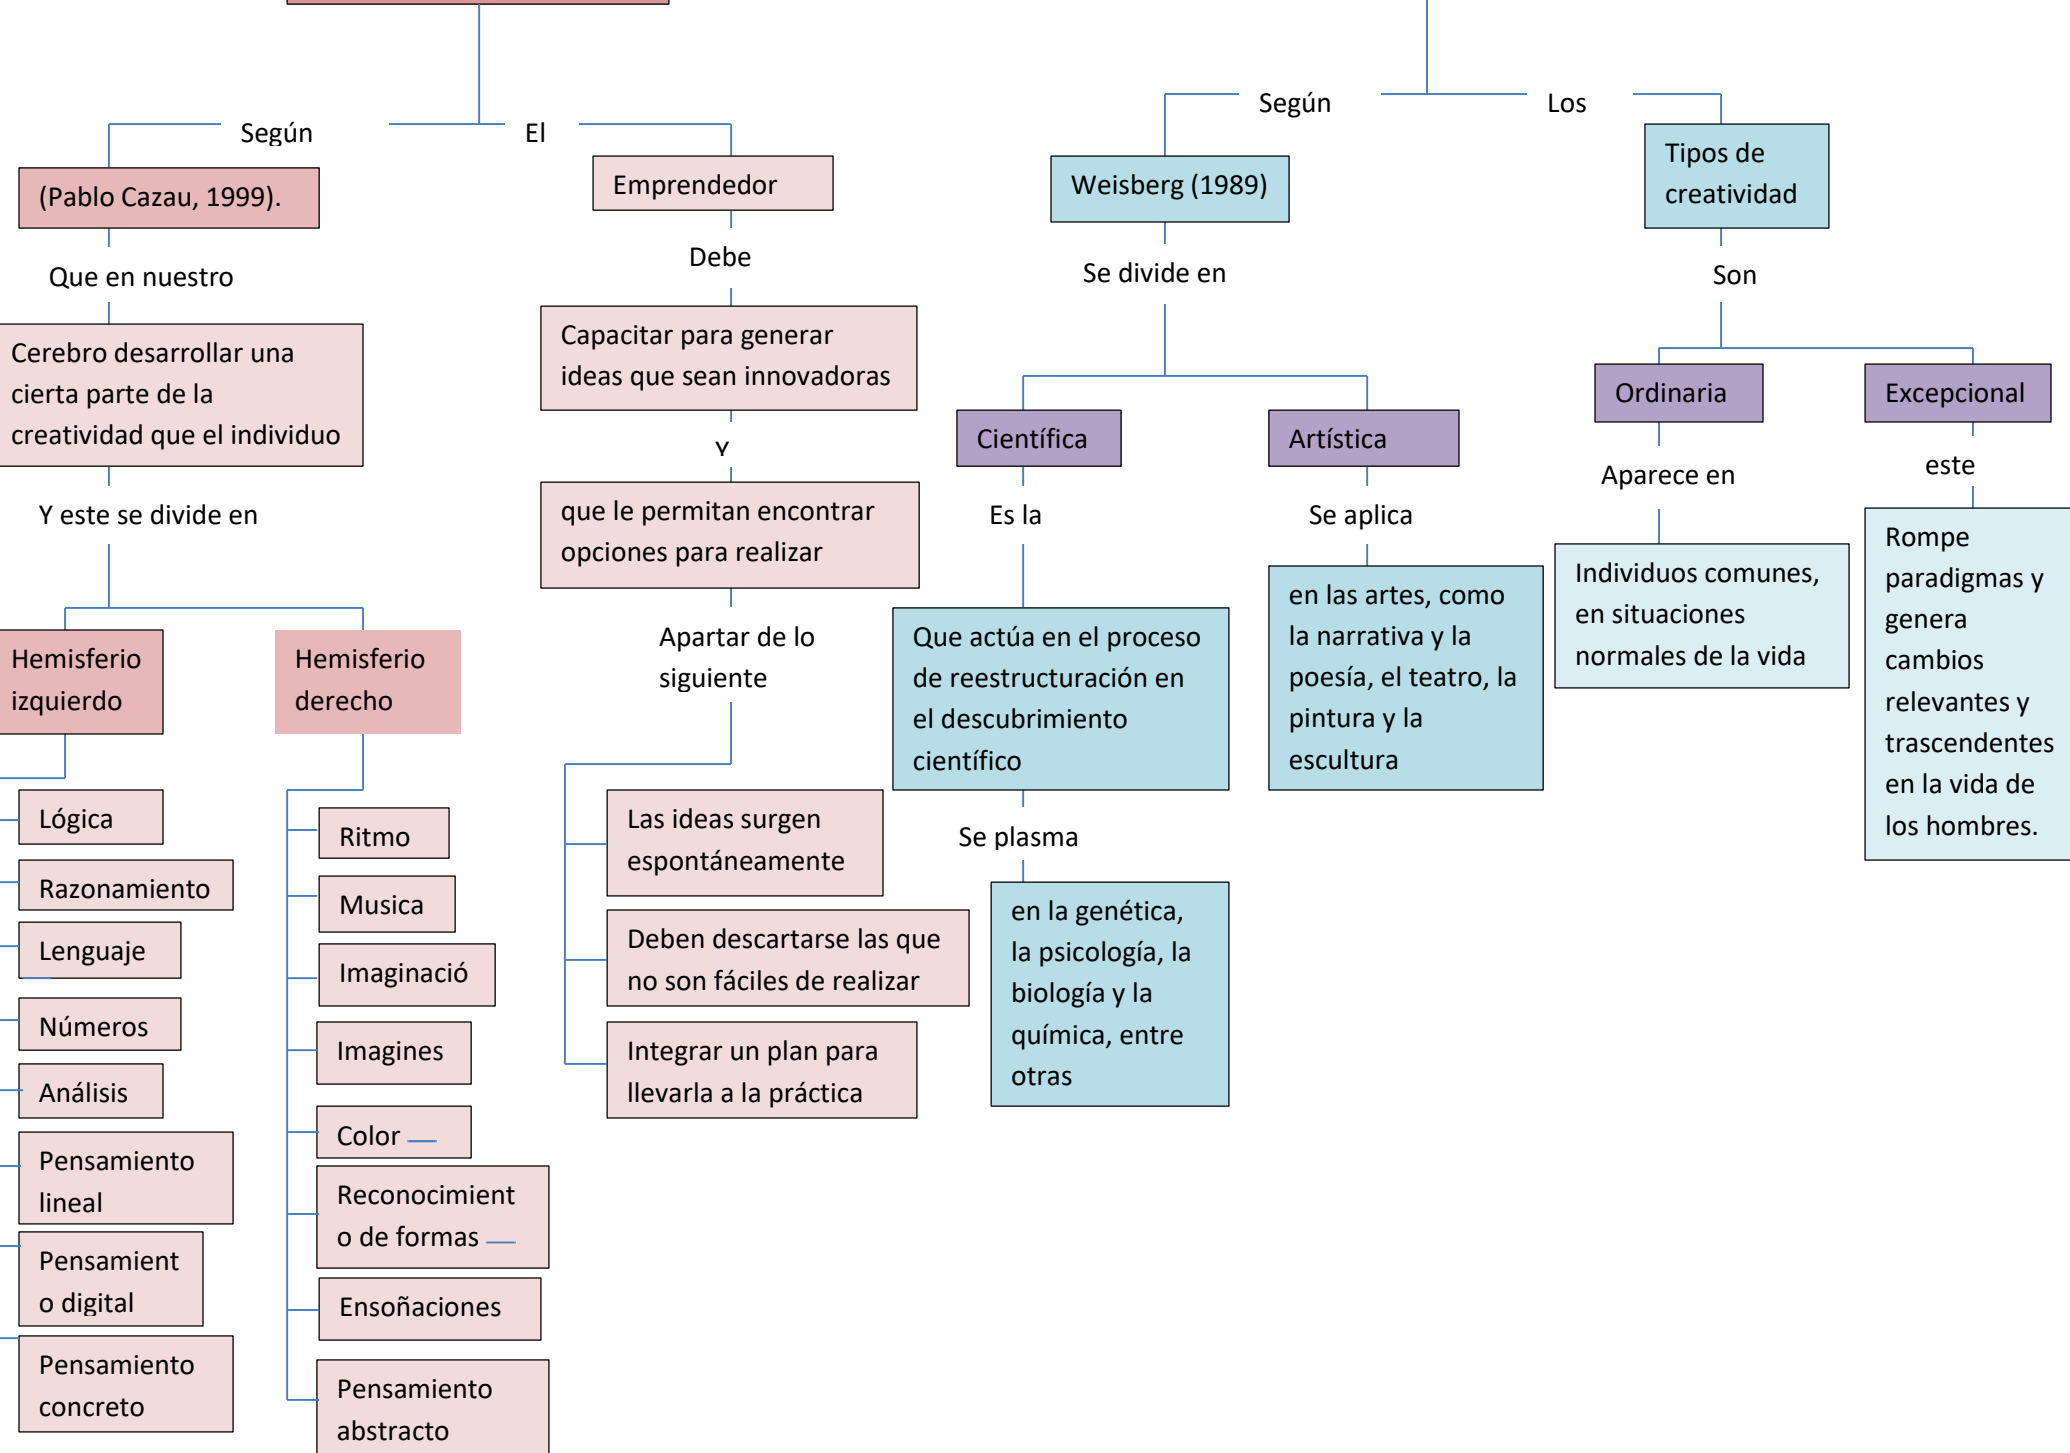 Según
El
(Pablo Cazau, 1999).
Que en nuestro
Cerebro desarrollar una
cierta parte de la
creatividad que el individuo
Y este se divide en
Hemisferio
izquierdo
Lógica
Razonamiento
Lenguaje
Números
Análisis
Pensamiento
lineal
Pensamient
o digital
Pensamiento
concreto
Hemisferio
derecho
Ritmo
Musica
Imaginació
Imagines
Color
Reconocimient
o de formas
Ensoñaciones
Pensamiento
abstracto
Emprendedor
Debe
Capacitar para generar
ideas que sean innovadoras
Y
que le permitan encontrar
opciones para realizar
Apartar de lo
siguiente
Las ideas surgen
espontáneamente
Deben descartarse las que
no son fáciles de realizar
Integrar un plan para
llevarla a la práctica
Según
Los
Weisberg (1989)
Se divide en
Científica
Es la
Que actúa en el proceso
de reestructuración en
el descubrimiento
científico
Se plasma
en la genética,
la psicología, la
biología y la
química, entre
otras
Artística
Se aplica
en las artes, como
la narrativa y la
poesía, el teatro, la
pintura y la
escultura
Tipos de
creatividad
Son
Ordinaria
Aparece en
Individuos comunes,
en situaciones
normales de la vida
Excepcional
este
Rompe
paradigmas y
genera
cambios
relevantes y
trascendentes
en la vida de
los hombres.